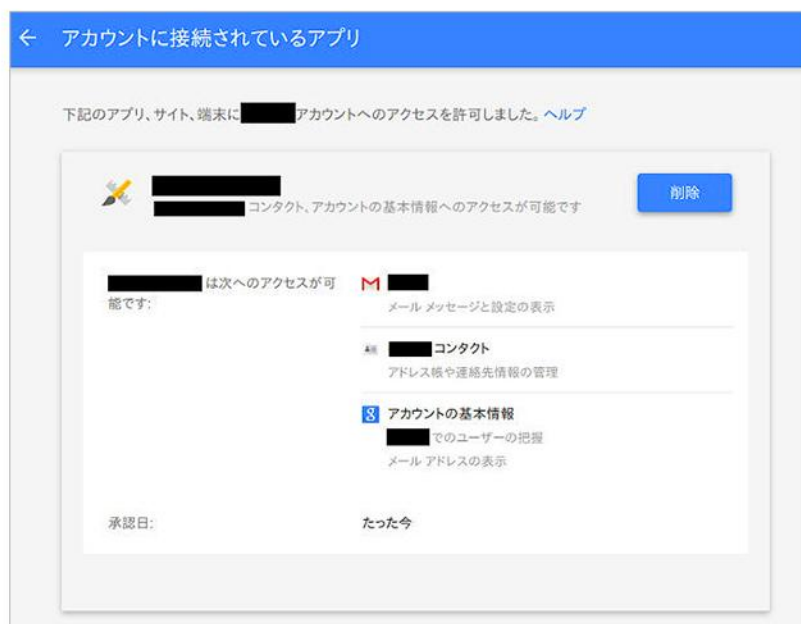 アカウントに接続されているアプリ
下記のアプリ、サイト、端末に アカウントへのアクセスを許可しました。ヘルプ
コンタクト、アカウントの基本情報へのアクセスが可能です
削除
は次へのアクセスが可
能です:
メール メッセージと設定の表示
コンタクト
アドレス帳や連絡先情報の管理
アカウントの基本情報
でのユーザーの把握
メール アドレスの表示
承認日:
たった今